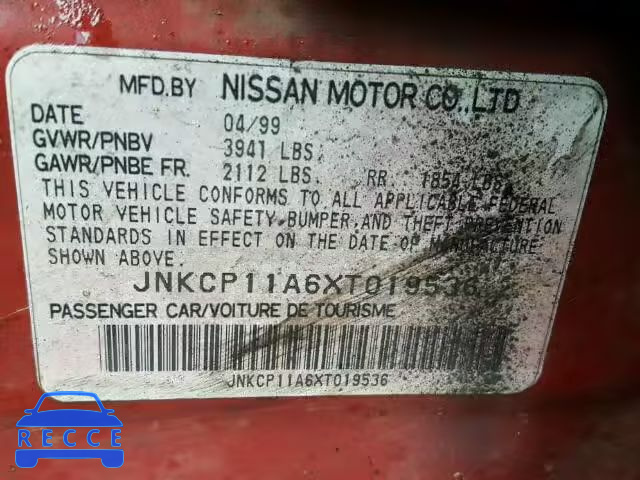 MFD.BY NISSAN MOTOR CO.,LTD
DATE 04/99
GVWR/PNBV 3941 LBS.
GAWR/PNBE FR. 2112 LBS. RR. 1854 LBS.
THIS VEHICLE CONFORMS TO ALL APPLICABLE FEDERAL
MOTOR VEHICLE SAFETY,BUMPER,AND THEFT PREVENTION
STANDARDS IN EFFECT ON THE DATE OF MANUFACTURE
SHOWN ABOVE.
JNKCP11A6XT019536
PASSENGER CAR/VOITURE DE TOURISME
JNKCP11A6XT019536
RECCE